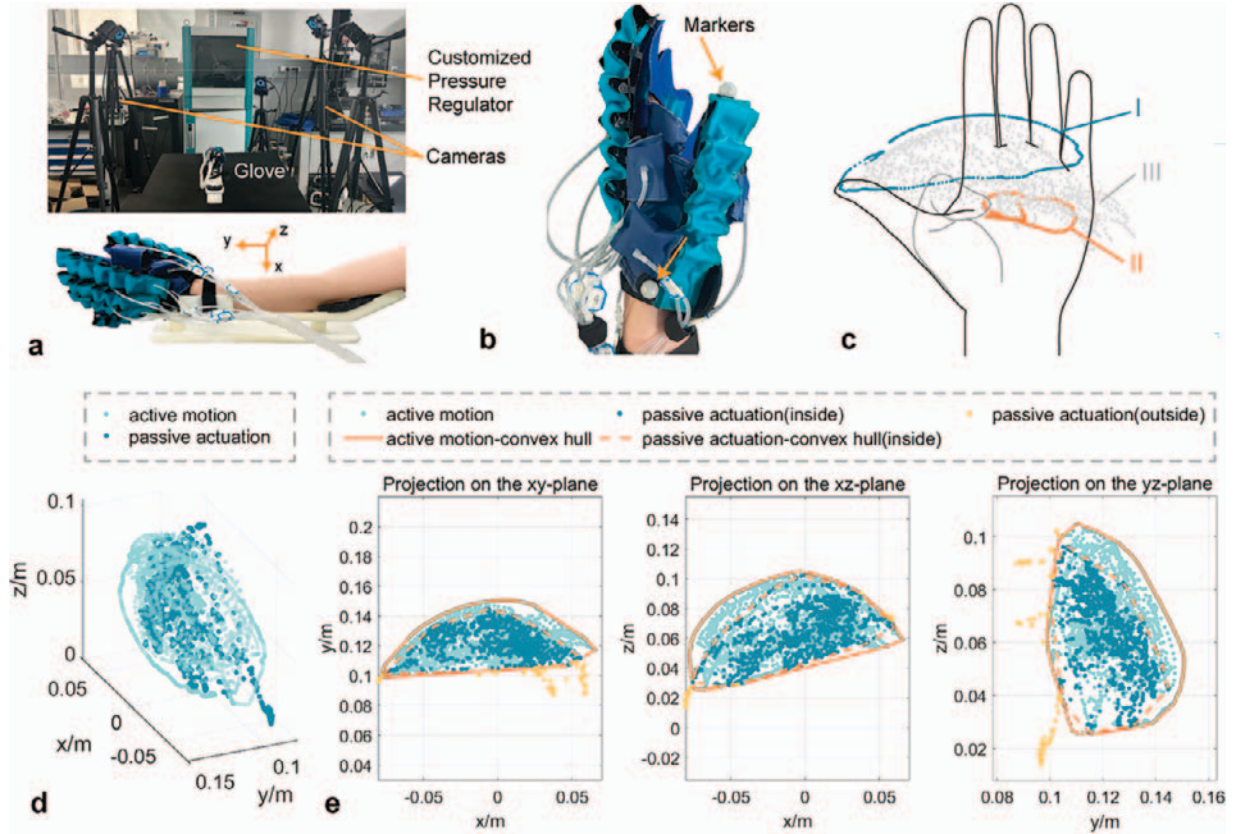 Customized
Pressure
Regulator
Cameras
Glove
y
z
x
a
Markers
b
I
III
II
c
active motion
passive actuation
active motion
passive actuation(inside)
passive actuation(outside)
active motion-convex hull
passive actuation-convex hull(inside)
0.1
0.05
0
z/m
0.05
0
-0.05
x/m
0.15
0.1
y/m
d
Projection on the xy-plane
0.2
0.18
0.16
0.14
0.12
0.1
0.08
0.06
0.04
y/m
-0.05
0
0.05
x/m
e
Projection on the xz-plane
0.14
0.12
0.1
0.08
0.06
0.04
0.02
0
-0.02
z/m
-0.05
0
0.05
x/m
Projection on the yz-plane
0.1
0.08
0.06
0.04
0.02
z/m
0.08
0.1
0.12
0.14
0.16
y/m